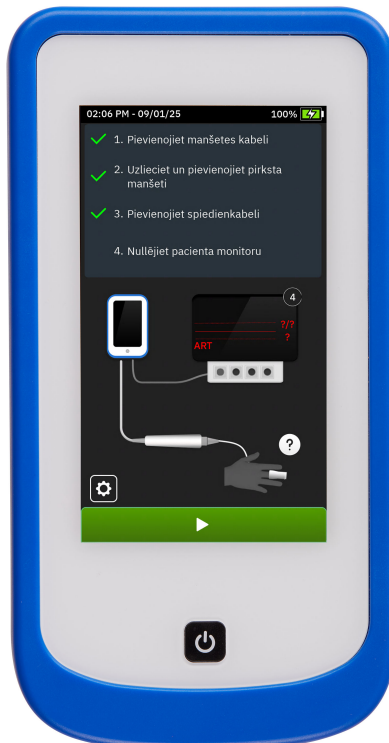 02:06 PM - 09/01/25 100%
1. Pievienojiet manšetes kabeli
2. Uzlieciet un pievienojiet pirksta
manšeti
3. Pievienojiet spiedienkabeli
4. Nullējiet pacienta monitoru
4
?/?
?
ART
?